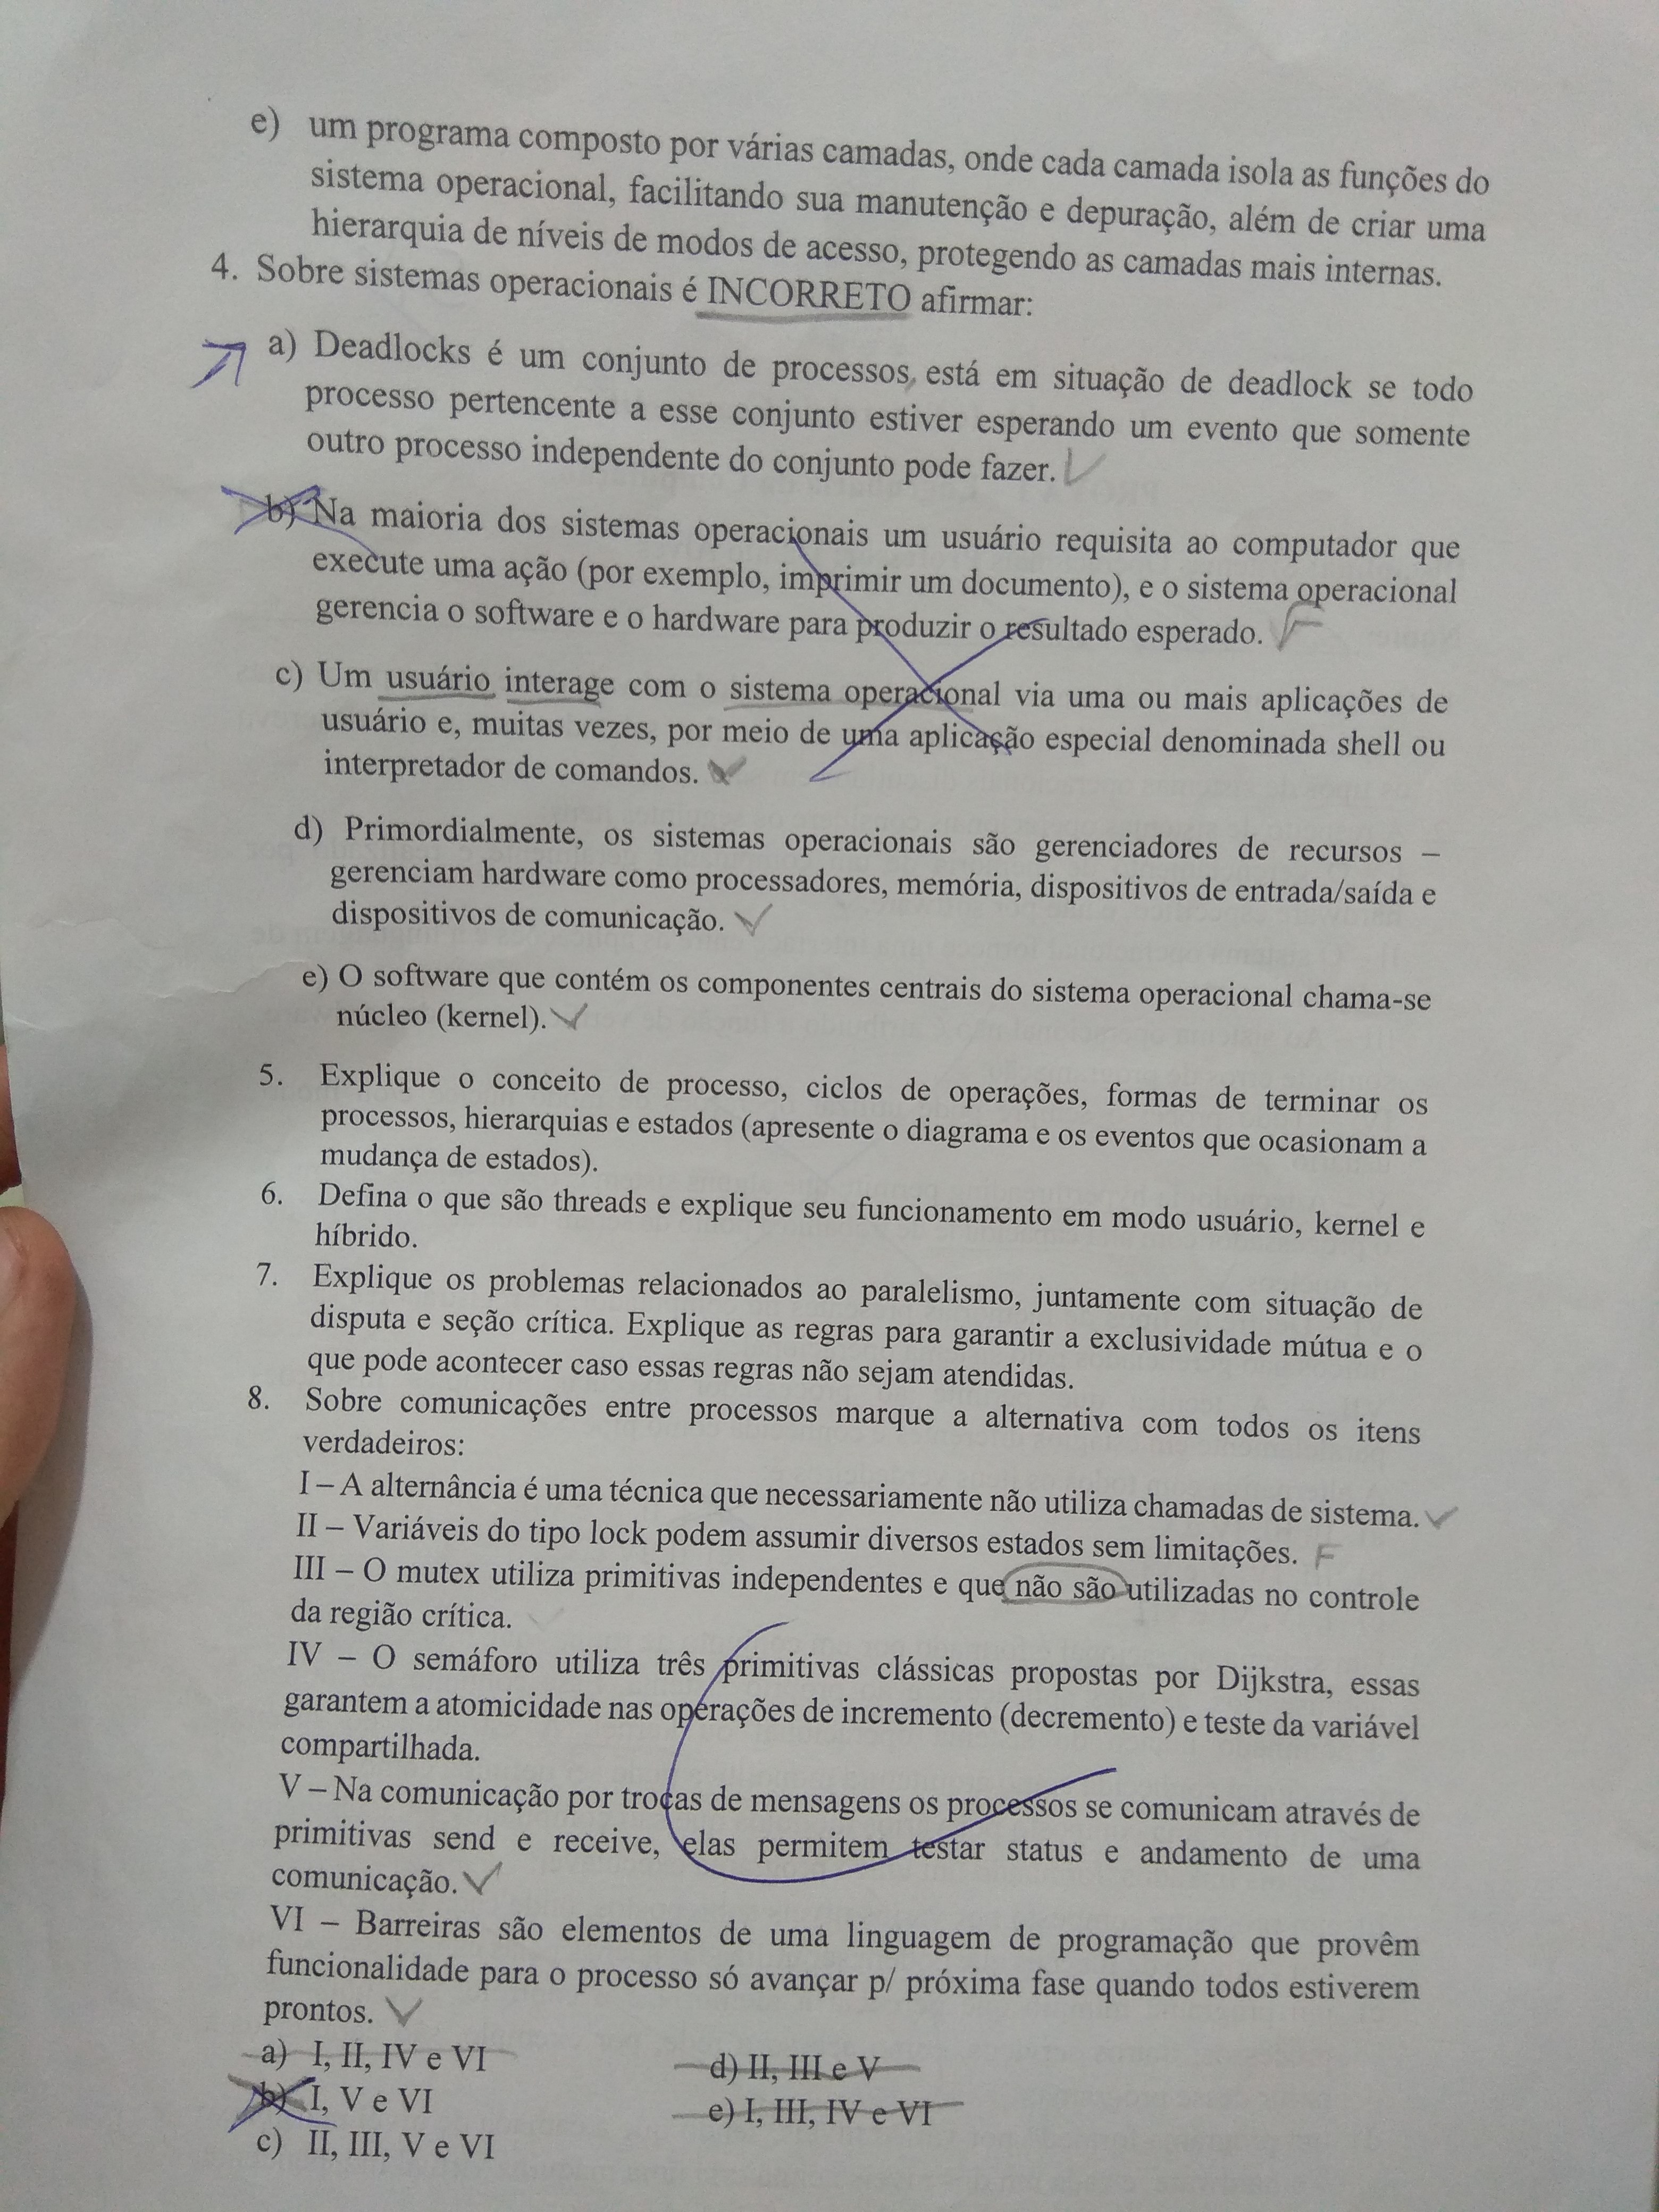 e) um programa composto por várias camadas, onde cada camada isola as funções do
sistema operacional, facilitando sua manutenção e depuração, além de criar uma
hierarquia de níveis de modos de acesso, protegendo as camadas mais internas.
4. Sobre sistemas operacionais é INCORRETO afirmar:
a) Deadlocks é um conjunto de processos, está em situação de deadlock se todo
processo pertencente a esse conjunto estiver esperando um evento que somente
outro processo independente do conjunto pode fazer. V
b) Na maioria dos sistemas operacionais um usuário requisita ao computador que
execute uma ação (por exemplo, imprimir um documento), e o sistema operacional
gerencia o software e o hardware para produzir o resultado esperado. F
c) Um usuário interage com o sistema operacional via uma ou mais aplicações de
usuário e, muitas vezes, por meio de uma aplicação especial denominada shell ou
interpretador de comandos. V
d) Primordialmente, os sistemas operacionais são gerenciadores de recursos –
gerenciam hardware como processadores, memória, dispositivos de entrada/saída e
dispositivos de comunicação. V
e) O software que contém os componentes centrais do sistema operacional chama-se
núcleo (kernel). V
5. Explique o conceito de processo, ciclos de operações, formas de terminar os
processos, hierarquias e estados (apresente o diagrama e os eventos que ocasionam a
mudança de estados).
6. Defina o que são threads e explique seu funcionamento em modo usuário, kernel e
híbrido.
7. Explique os problemas relacionados ao paralelismo, juntamente com situação de
disputa e seção crítica. Explique as regras para garantir a exclusividade mútua e o
que pode acontecer caso essas regras não sejam atendidas.
8. Sobre comunicações entre processos marque a alternativa com todos os itens
verdadeiros:
I – A alternância é uma técnica que necessariamente não utiliza chamadas de sistema. V
II – Variáveis do tipo lock podem assumir diversos estados sem limitações. F
III – O mutex utiliza primitivas independentes e que não são utilizadas no controle
da região crítica.
IV – O semáforo utiliza três primitivas clássicas propostas por Dijkstra, essas
garantem a atomicidade nas operações de incremento (decremento) e teste da variável
compartilhada.
V – Na comunicação por trocas de mensagens os processos se comunicam através de
primitivas send e receive, elas permitem testar status e andamento de uma
comunicação. V
VI – Barreiras são elementos de uma linguagem de programação que provêm
funcionalidade para o processo só avançar p/ próxima fase quando todos estiverem
prontos. V
a) I, II, IV e VI
b) I, V e VI
c) II, III, V e VI
d) II, III e V
e) I, III, IV e VI